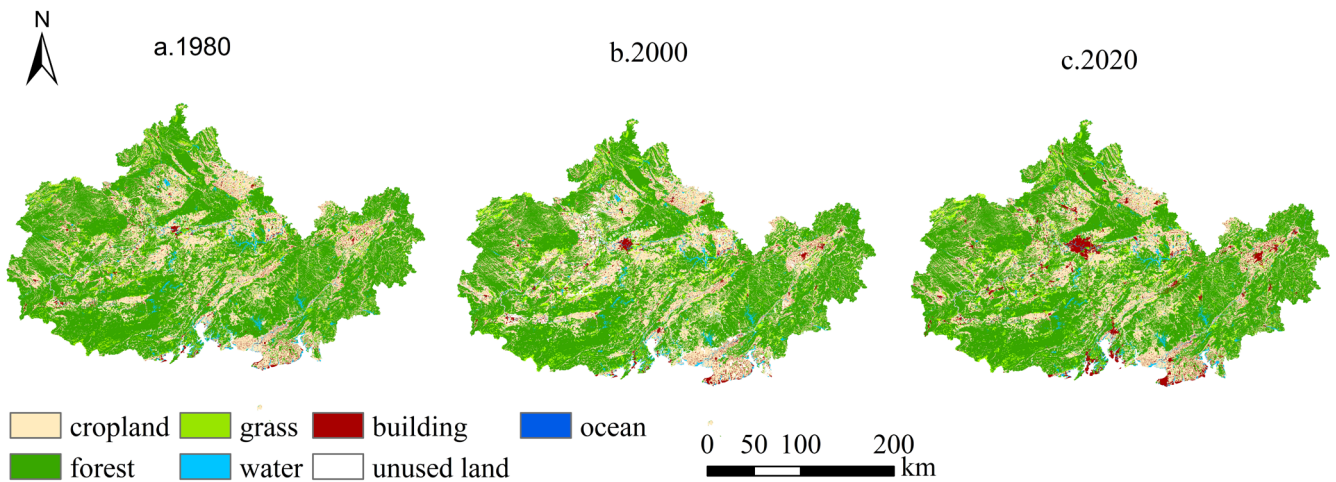 N
a.1980
b.2000
c.2020
cropland grass building ocean
forest water unused land
0 50 100 200
km